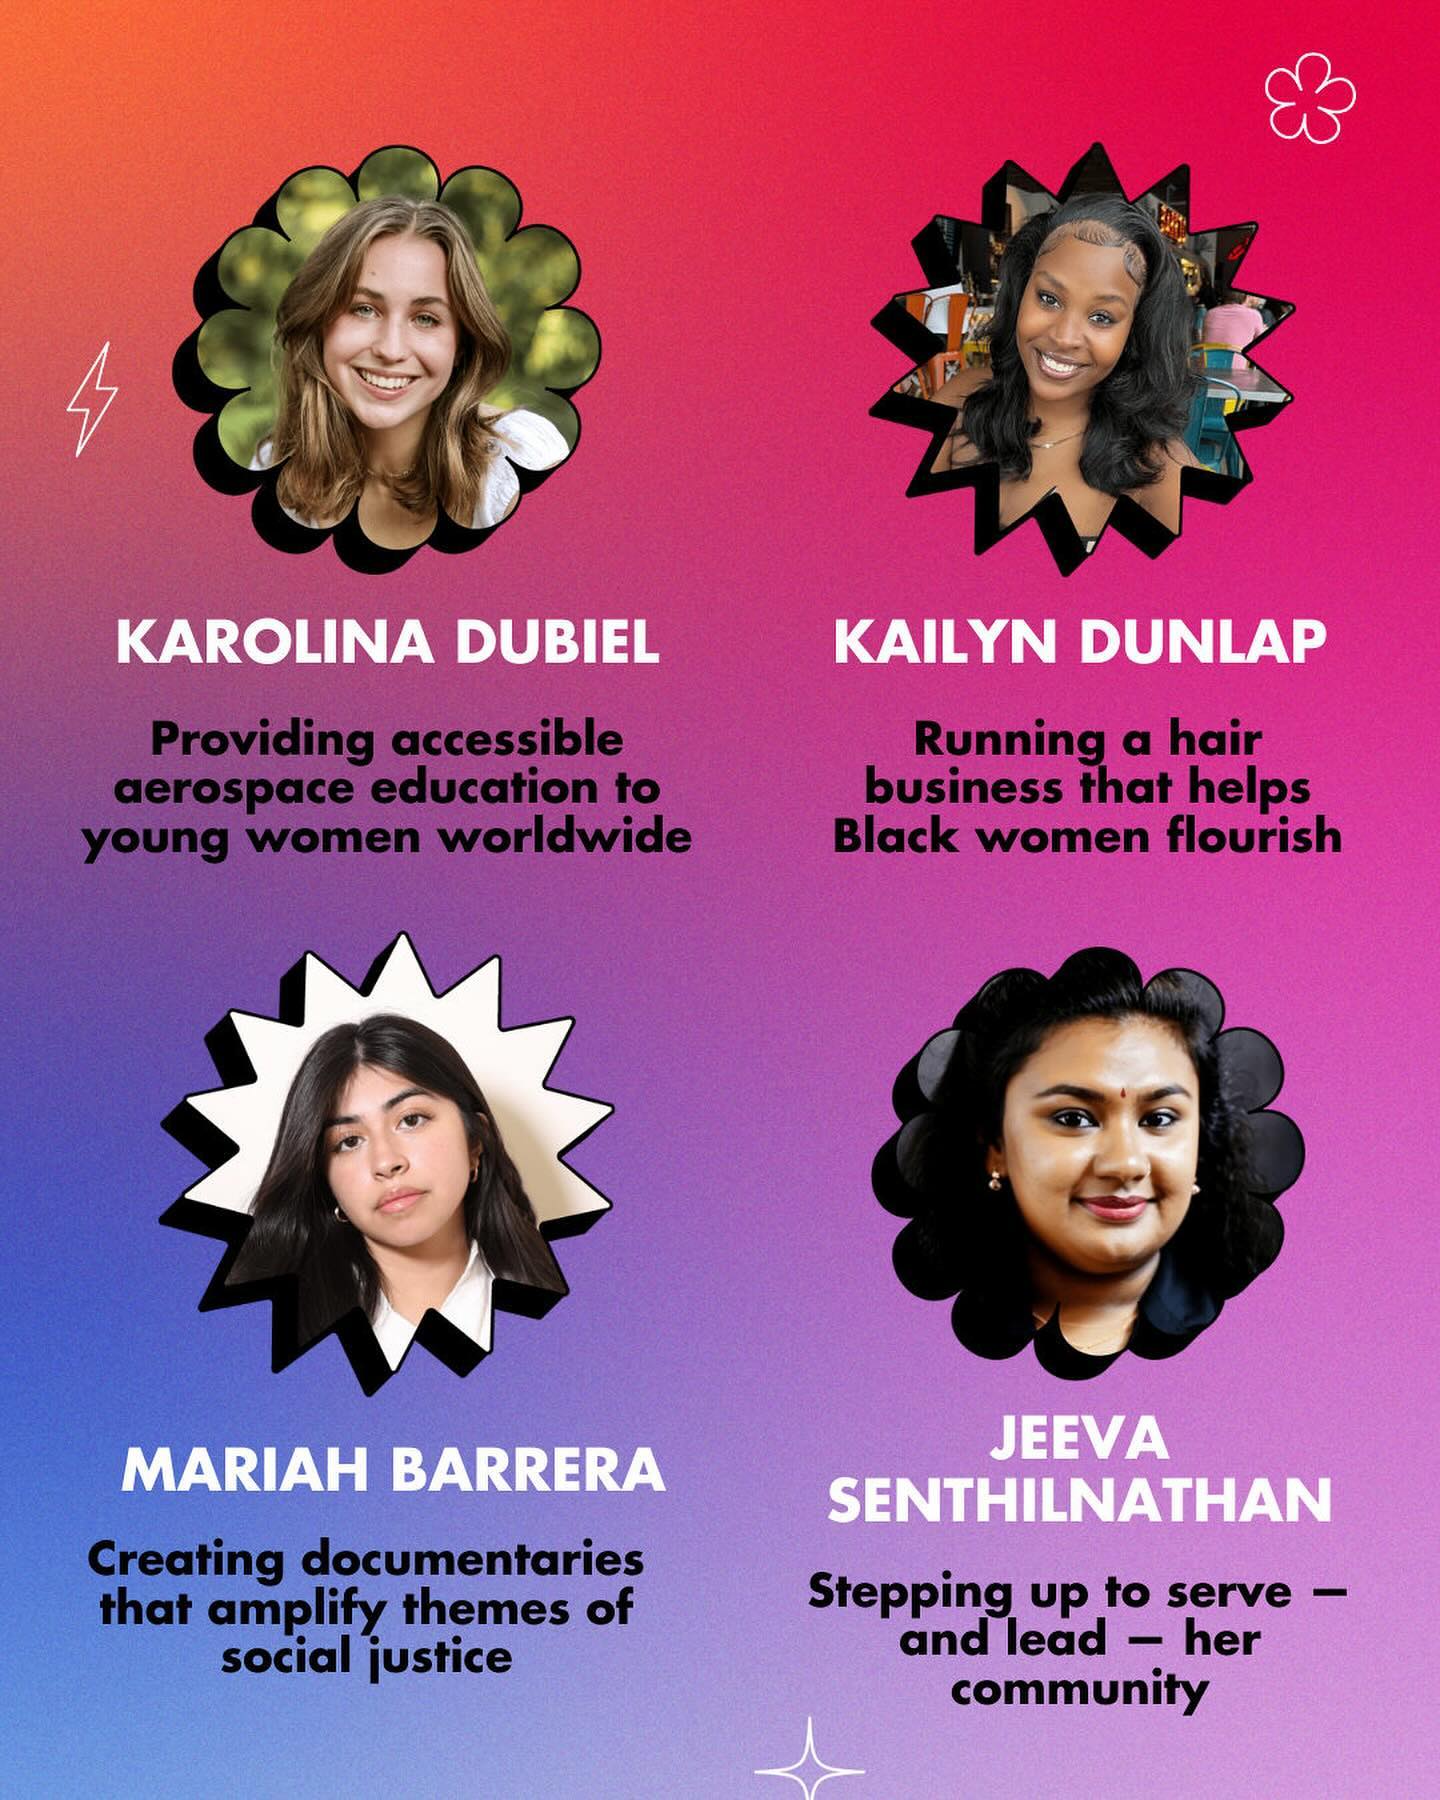 KAROLINA DUBIEL
Providing accessible
aerospace education to
young women worldwide
KAILYN DUNLAP
Running a hair
business that helps
Black women flourish
MARIAH BARRERA
Creating documentaries
that amplify themes of
social justice
JEEVA
SENTHILNATHAN
Stepping up to serve —
and lead — her
community